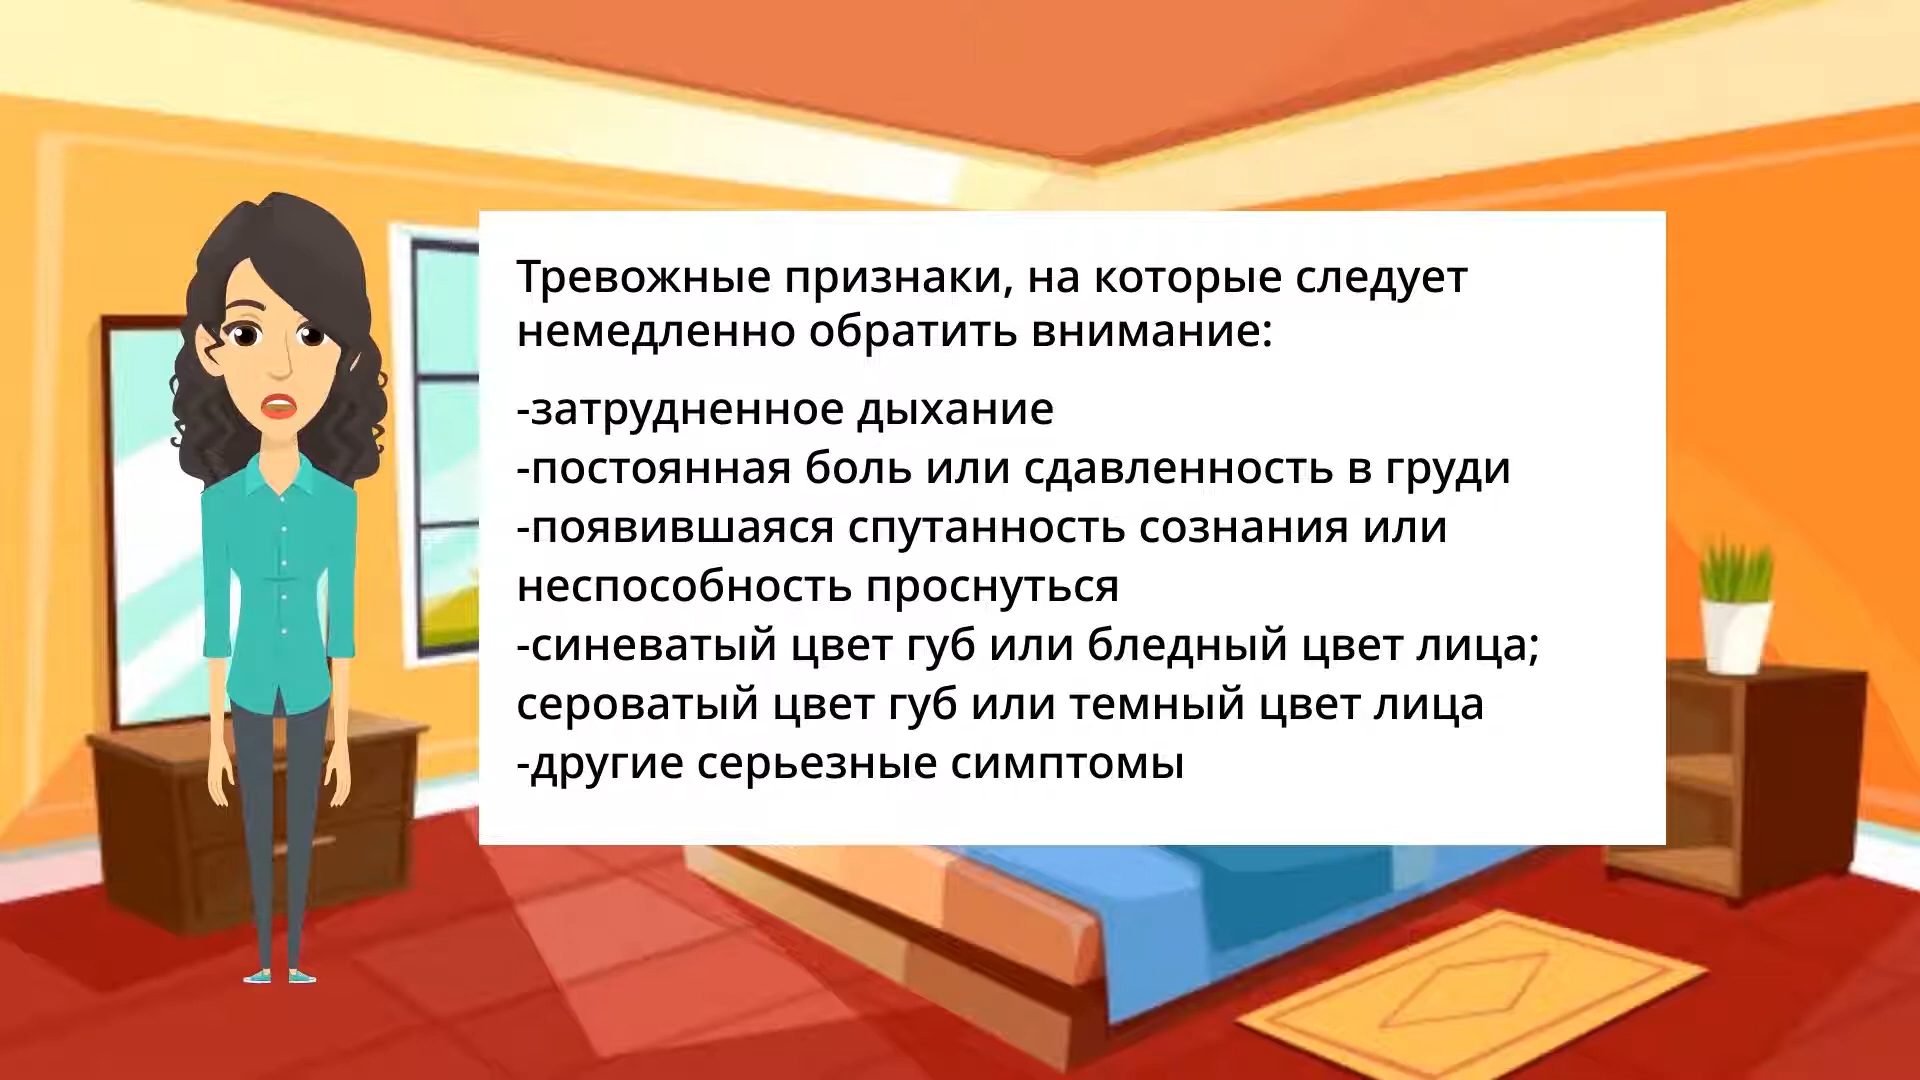 Тревожные признаки, на которые следует
немедленно обратить внимание:
-затрудненное дыхание
-постоянная боль или сдавленность в груди
-появившаяся спутанность сознания или
неспособность проснуться
-синеватый цвет губ или бледный цвет лица;
сероватый цвет губ или темный цвет лица
-другие серьезные симптомы